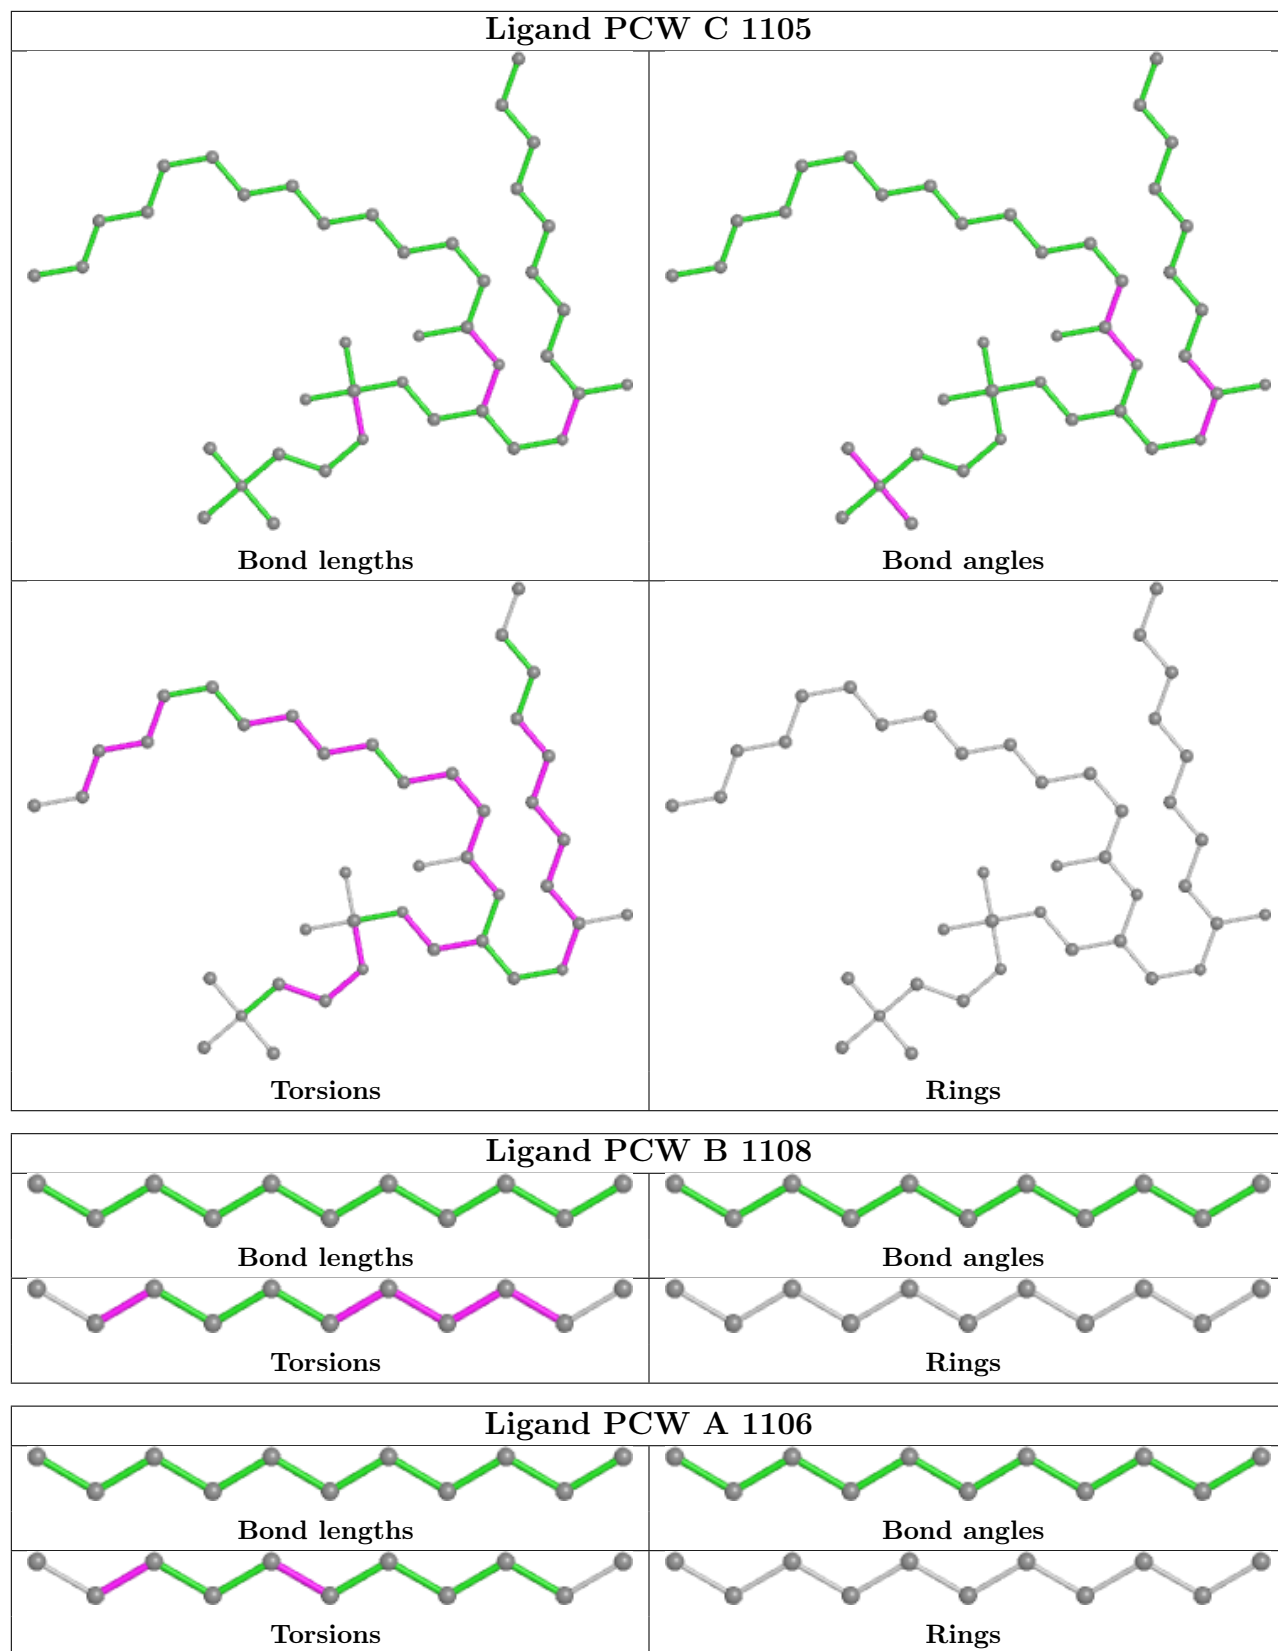 Ligand PCW C 1105
Bond lengths
Bond angles
Torsions
Rings
Ligand PCW B 1108
Bond lengths
Bond angles
Torsions
Rings
Ligand PCW A 1106
Bond lengths
Bond angles
Torsions
Rings